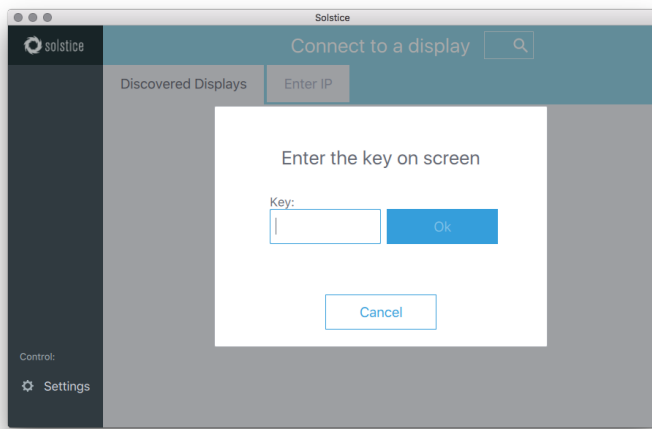 Solstice
solstice
Connect to a display
Discovered Displays
Enter IP
Enter the key on screen
Key:
Ok
Cancel
Control:
Settings